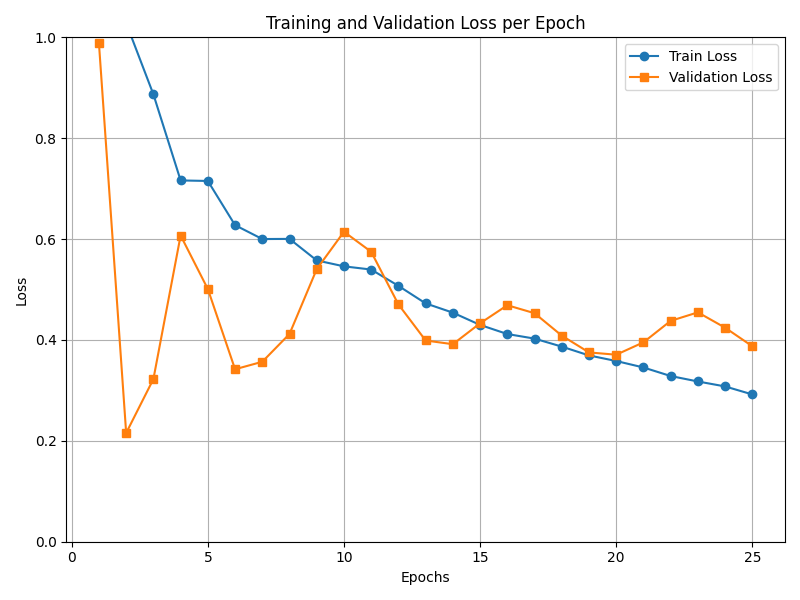 Training and Validation Loss per Epoch
Train Loss
Validation Loss
1.0
0.8
0.6
0.4
0.2
0.0
Loss
0 5 10 15 20 25
Epochs